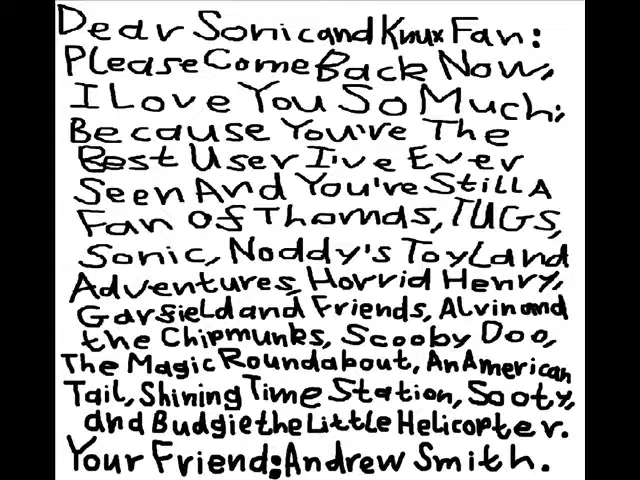 Dear Sonic and Knux Fan:
Please Come Back Now,
I Love You So Much,
Because You're The
Best User I've Ever
Seen And You're Still A
Fan Of Thomas, TUGS,
Sonic, Noddy's ToyLand
Adventures, Horrid Henry,
Garfield and Friends, Alvin and
the Chipmunks, Scooby Doo,
The Magic Roundabout, An American
Tail, Shining Time Station, Sooty,
and Budgie the Little Helicopter.
Your Friend: Andrew Smith.